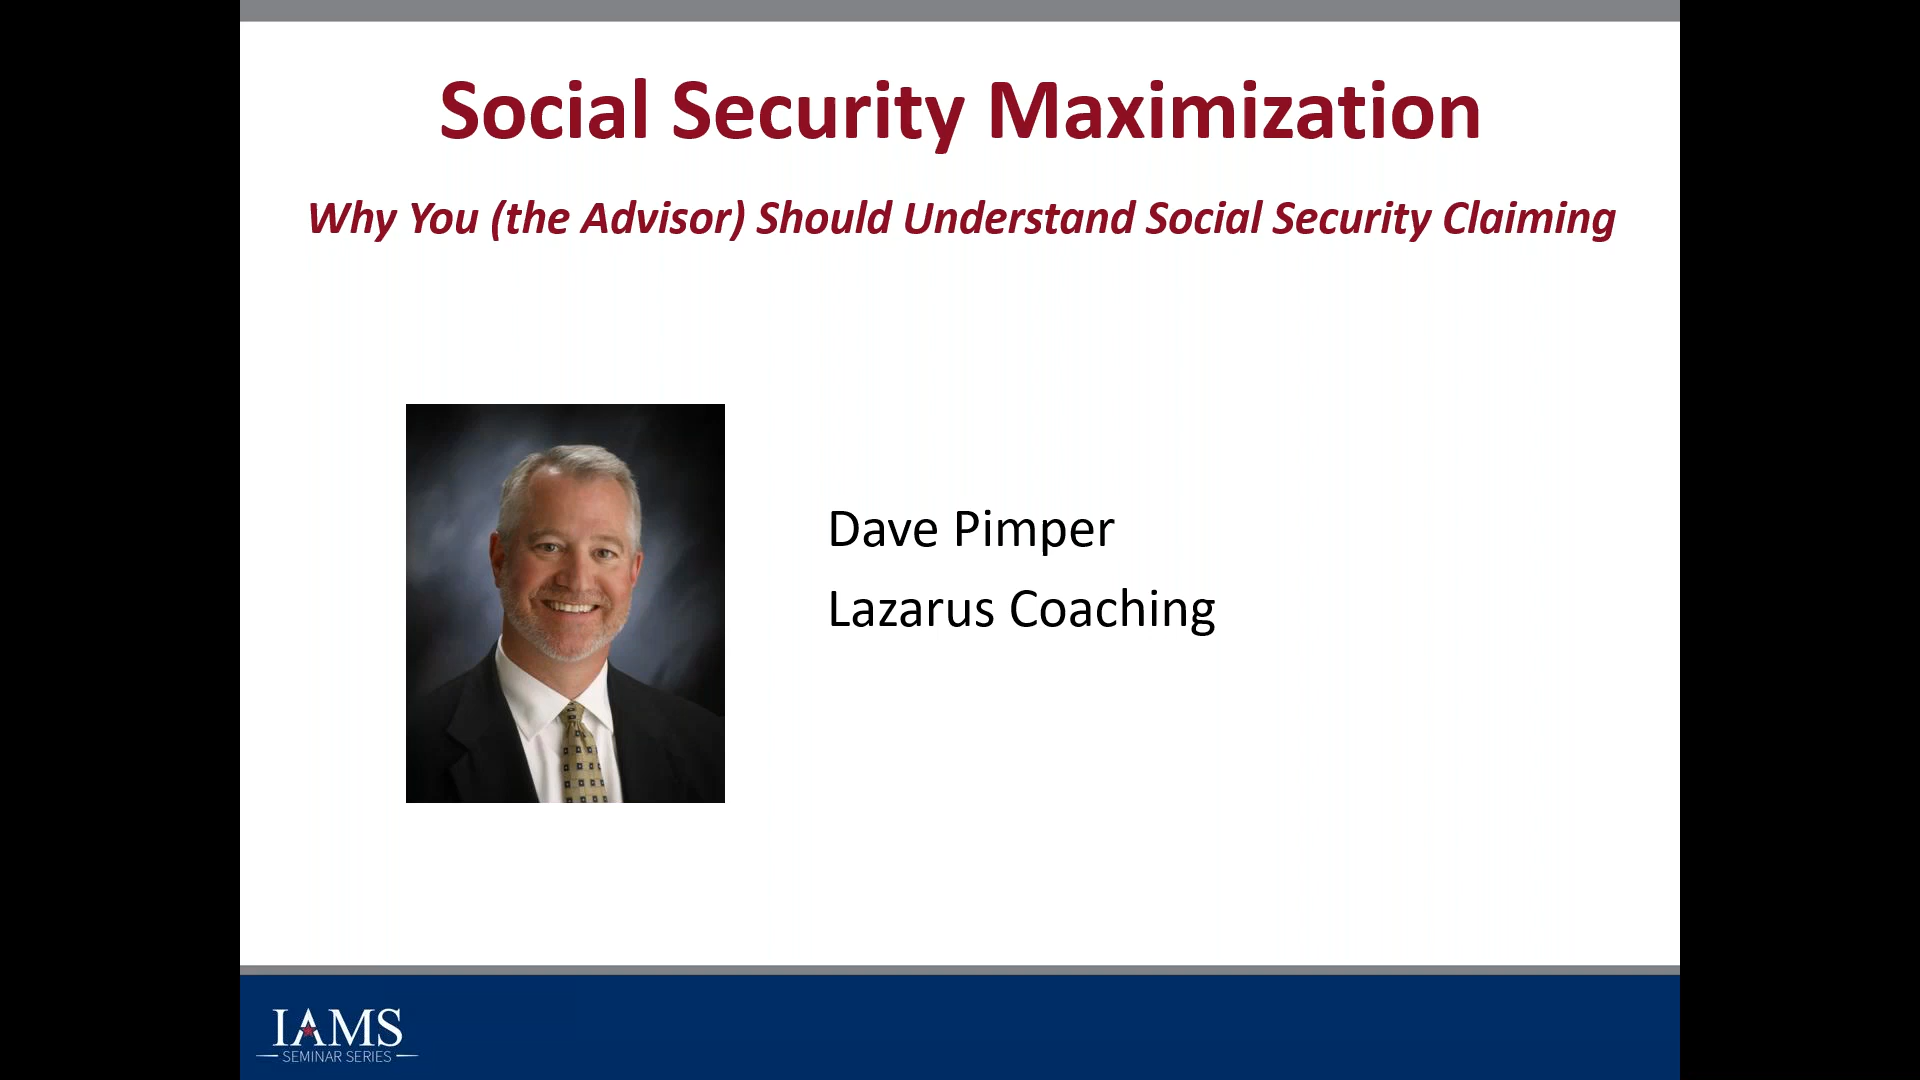 Social Security Maximization
Why You (the Advisor) Should Understand Social Security Claiming
Dave Pimper
Lazarus Coaching
IAMS
SEMINAR SERIES